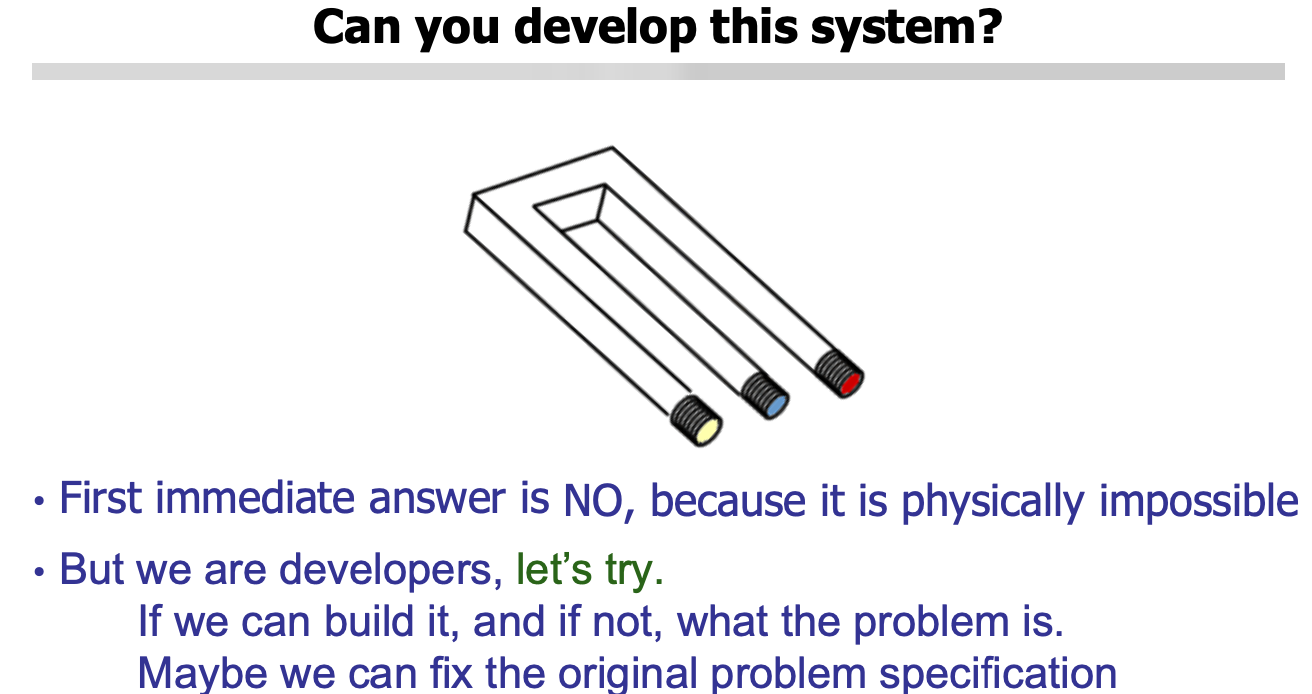 Can you develop this system?
• First immediate answer is NO, because it is physically impossible
• But we are developers, let’s try.
If we can build it, and if not, what the problem is.
Maybe we can fix the original problem specification